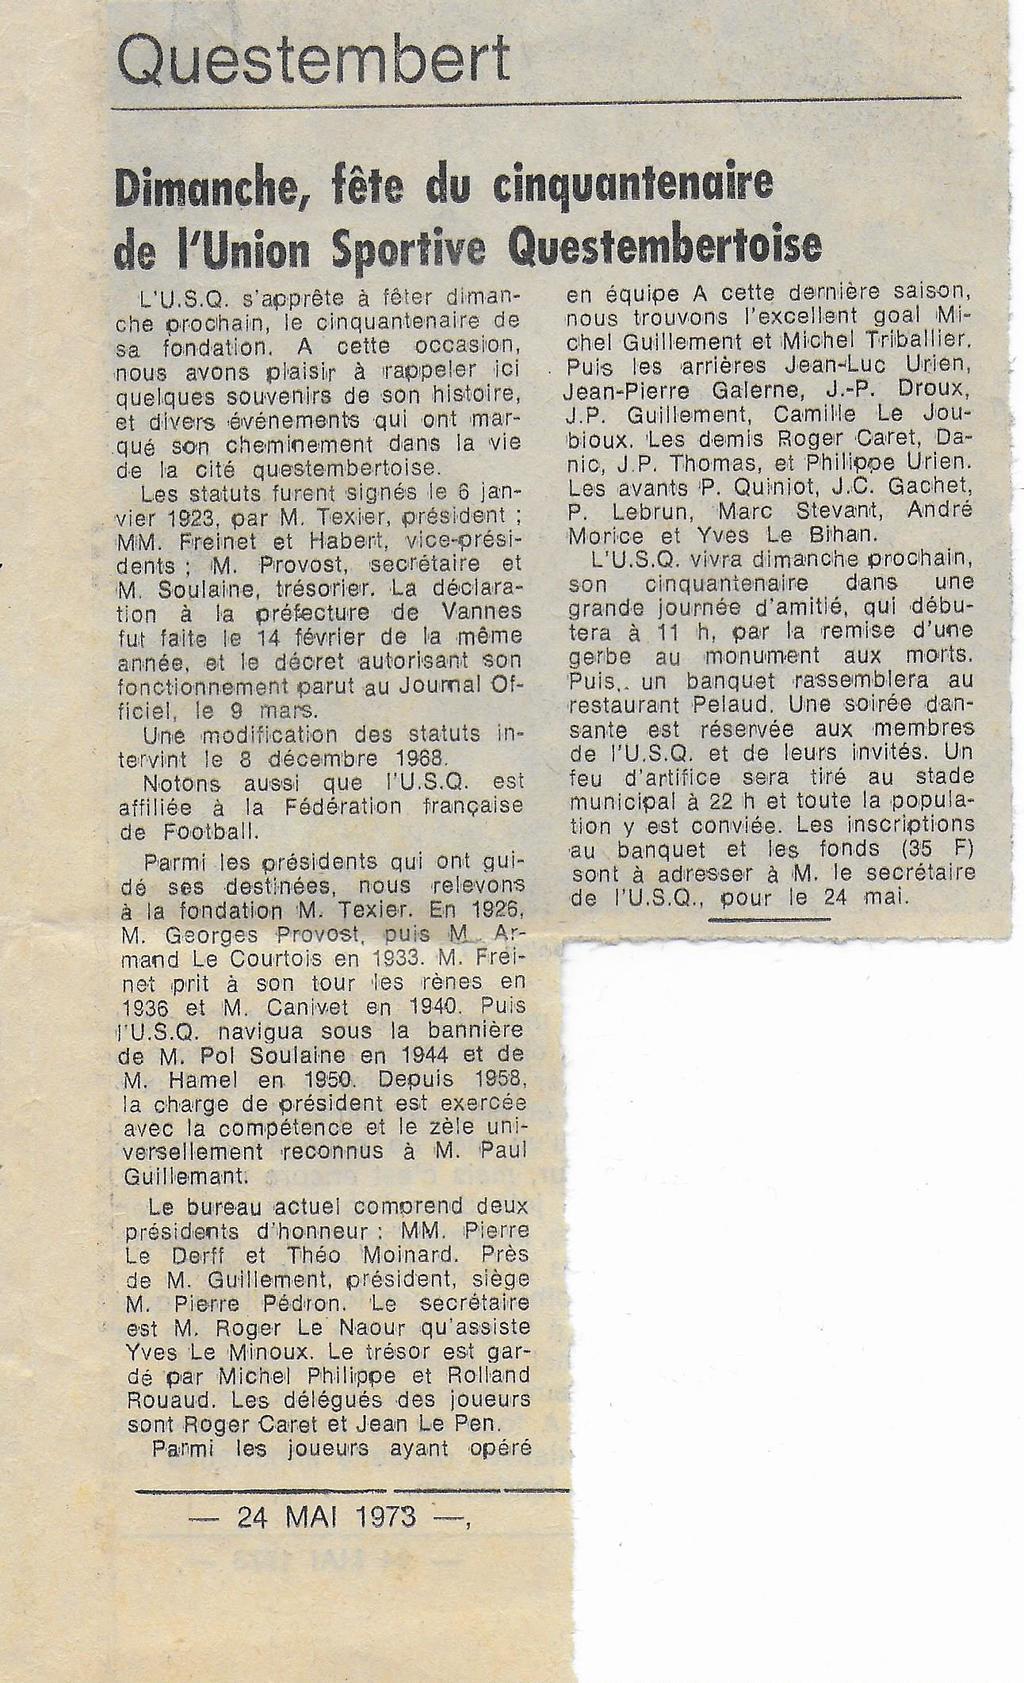 Questembert
Dimanche, fête du cinquantenaire
de l'Union Sportive Questembertoise
L'U.S.Q. s'apprête à fêter diman-
che prochain, le cinquantenaire de
sa fondation. A cette occasion,
nous avons plaisir à rappeler ici
quelques souvenirs de son histoire,
et divers événements qui ont mar-
qué son cheminement dans la vie
de la cité questembertoise.
Les statuts furent signés le 6 jan-
vier 1923, par M. Texier, président ;
MM. Freinet et Habert, vice-prési-
dents ; M. Provost, secrétaire et
M. Soulaine, trésorier. La déclara-
tion à la préfecture de Vannes
fut faite le 14 février de la même
année, et le décret autorisant son
fonctionnement parut au Journal Of-
ficiel, le 9 mars.
Une modification des statuts in-
tervint le 8 décembre 1968.
Notons aussi que l'U.S.Q. est
affiliée à la Fédération française
de Football.
Parmi les présidents qui ont gui-
dé ses destinées, nous relevons
à la fondation M. Texier. En 1926,
M. Georges Provost, puis M. Ar-
mand Le Courtois en 1933. M. Frei-
net prit à son tour les rênes en
1936 et M. Canivet en 1940. Puis
l'U.S.Q. navigua sous la bannière
de M. Pol Soulaine en 1944 et de
M. Hamel en 1950. Depuis 1958,
la charge de président est exercée
avec la compétence et le zèle uni-
versellement reconnus à M. Paul
Guillemant.
Le bureau actuel comprend deux
présidents d'honneur : MM. Pierre
Le Derff et Théo Moinard. Près
de M. Guillement, président, siège
M. Pierre Pédron. Le secrétaire
est M. Roger Le Naour qu'assiste
Yves Le Minoux. Le trésor est gar-
dé par Michel Philippe et Rolland
Rouaud. Les délégués des joueurs
sont Roger Caret et Jean Le Pen.
Parmi les joueurs ayant opéré
en équipe A cette dernière saison,
nous trouvons l'excellent goal Mi-
chel Guillement et Michel Triballier.
Puis les arrières Jean-Luc Urien,
Jean-Pierre Galerne, J.-P. Droux,
J.P. Guillement, Camille Le Jou-
bioux. Les demis Roger Caret, Da-
nic, J.P. Thomas, et Philippe Urien.
Les avants P. Quiniot, J.C. Gachet,
P. Lebrun, Marc Stevant, André
Morice et Yves Le Bihan.
L'U.S.Q. vivra dimanche prochain,
son cinquantenaire dans une
grande journée d'amitié, qui débu-
tera à 11 h, par la remise d'une
gerbe au monument aux morts.
Puis, un banquet rassemblera au
restaurant Pelaud. Une soirée dan-
sante est réservée aux membres
de l'U.S.Q. et de leurs invités. Un
feu d'artifice sera tiré au stade
municipal à 22 h et toute la popula-
tion y est conviée. Les inscriptions
au banquet et les fonds (35 F)
sont à adresser à M. le secrétaire
de l'U.S.Q., pour le 24 mai.
— 24 MAI 1973 —,